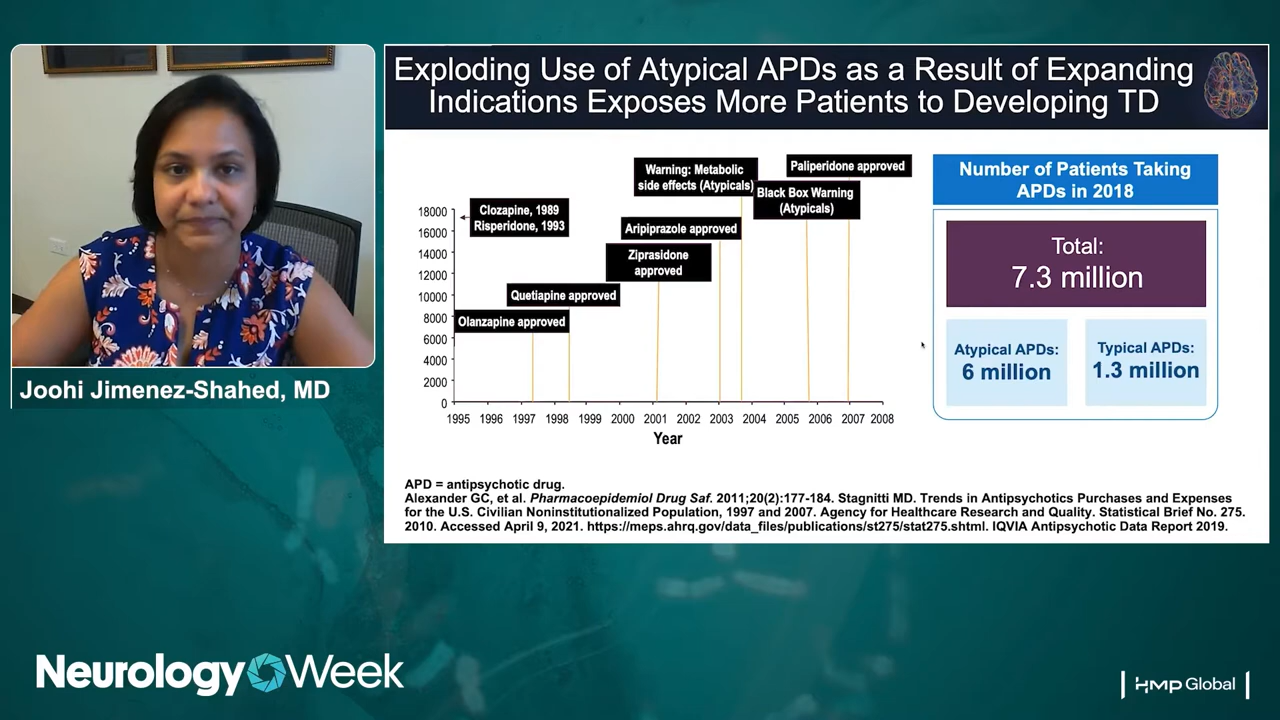 Exploding Use of Atypical APDs as a Result of Expanding
Indications Exposes More Patients to Developing TD
Joohi Jimenez-Shahed, MD
18000
16000
14000
12000
10000
8000
6000
4000
2000
0
Clozapine, 1989
Risperidone, 1993
Olanzapine approved
Quetiapine approved
Ziprasidone
approved
Aripiprazole approved
Warning: Metabolic
side effects (Atypicals)
Black Box Warning
(Atypicals)
Paliperidone approved
1995 1996 1997 1998 1999 2000 2001 2002 2003 2004 2005 2006 2007 2008
Year
Number of Patients Taking
APDs in 2018
Total:
7.3 million
Atypical APDs:
6 million
Typical APDs:
1.3 million
APD = antipsychotic drug.
Alexander GC, et al. Pharmacoepidemiol Drug Saf. 2011;20(2):177-184. Stagnitti MD. Trends in Antipsychotics Purchases and Expenses
for the U.S. Civilian Noninstitutionalized Population, 1997 and 2007. Agency for Healthcare Research and Quality. Statistical Brief No. 275.
2010. Accessed April 9, 2021. https://meps.ahrq.gov/data_files/publications/st275/stat275.shtml. IQVIA Antipsychotic Data Report 2019.
Neurology Week
HMP Global